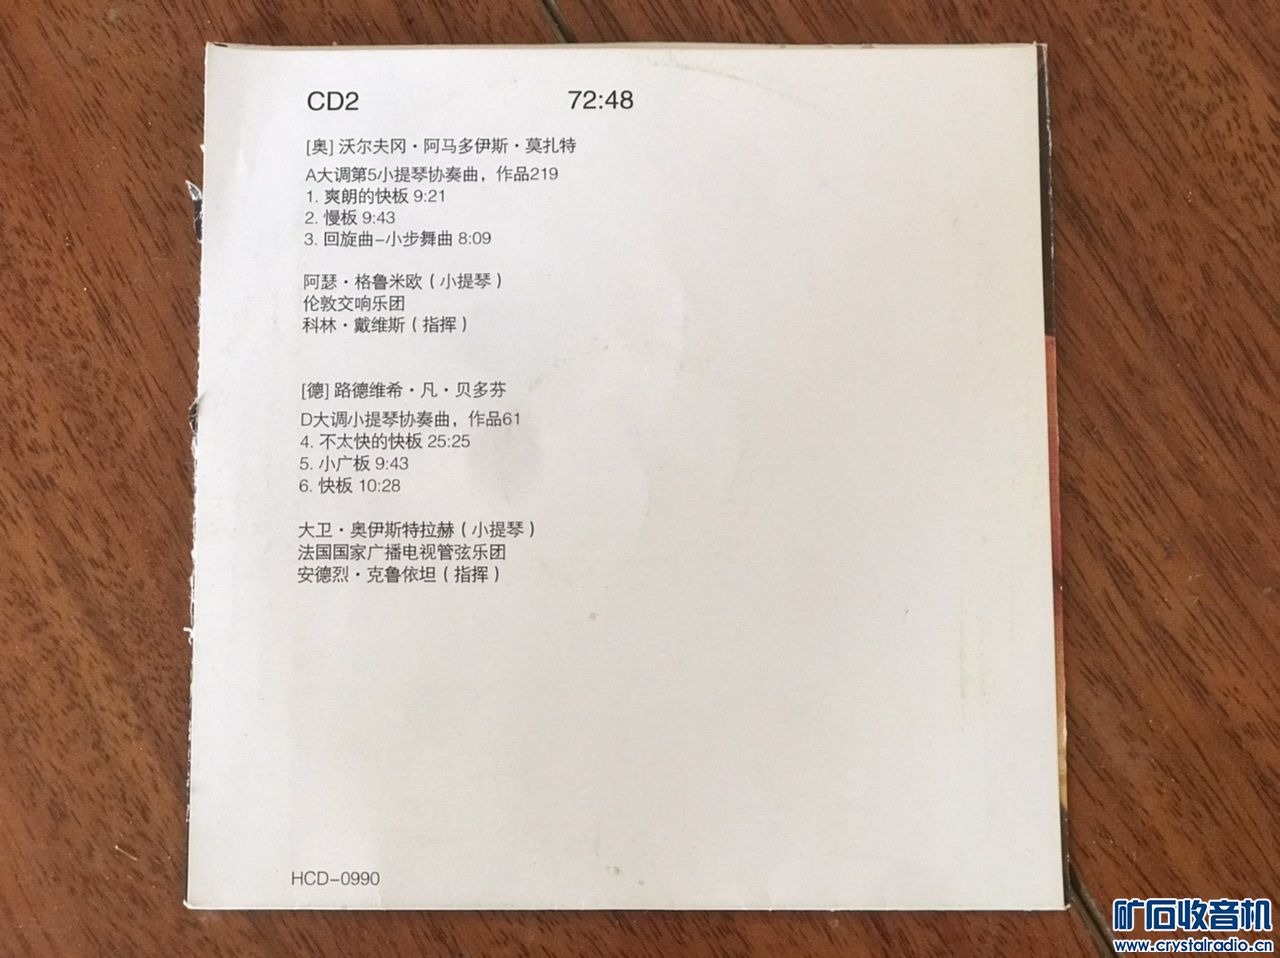 CD2 72:48
[奥] 沃尔夫冈·阿马多伊斯·莫扎特
A大调第5小提琴协奏曲，作品219
1. 爽朗的快板 9:21
2. 慢板 9:43
3. 回旋曲–小步舞曲 8:09
阿瑟·格鲁米欧（小提琴）
伦敦交响乐团
科林·戴维斯（指挥）
[德] 路德维希·凡·贝多芬
D大调小提琴协奏曲，作品61
4. 不太快的快板 25:25
5. 小广板 9:43
6. 快板 10:28
大卫·奥伊斯特拉赫（小提琴）
法国国家广播电视管弦乐团
安德烈·克鲁依坦（指挥）
HCD–0990
矿石收音机
www.crystalradio.cn